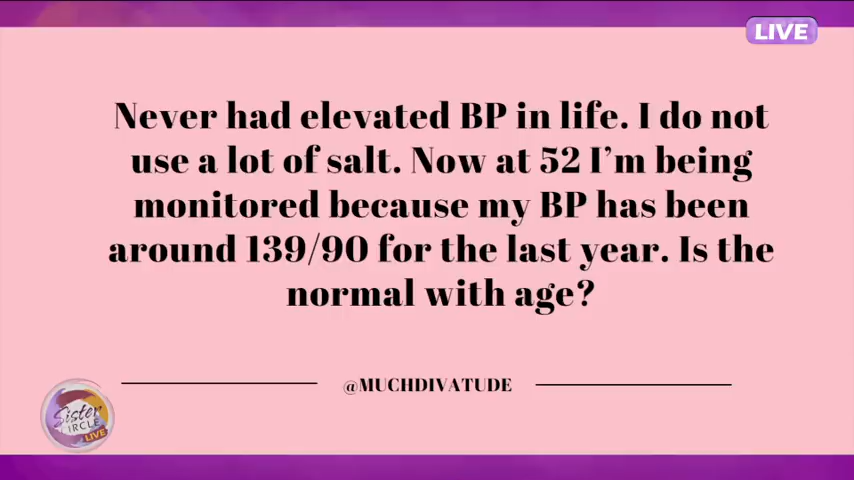 LIVE
Never had elevated BP in life. I do not
use a lot of salt. Now at 52 I’m being
monitored because my BP has been
around 139/90 for the last year. Is the
normal with age?
@MUCHDIVATUDE
Sister
CIRCLE
LIVE